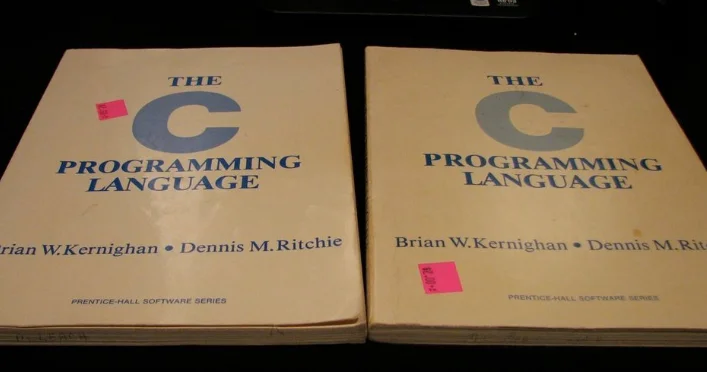 THE
C
PROGRAMMING
LANGUAGE
rian W. Kernighan • Dennis M. Ritchie
PRENTICE-HALL SOFTWARE SERIES
THE
C
PROGRAMMING
LANGUAGE
Brian W. Kernighan • Dennis M. Rit
PRENTICE-HALL SOFTWARE SERIES